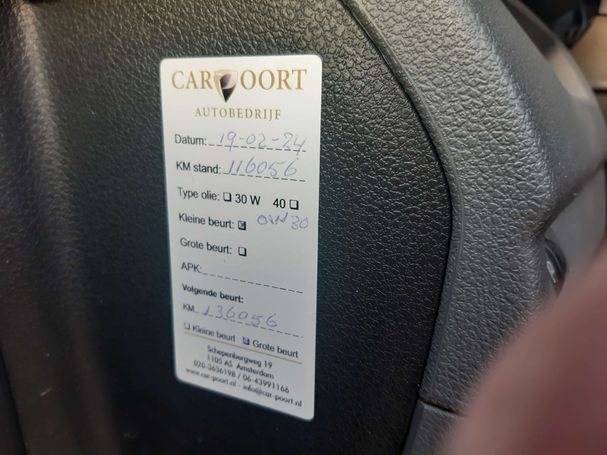 CARPOORT
AUTOBEDRIJF
Datum: 19-02-24
KM stand: 116056
Type olie: ☐ 30 W 40 ☐
Kleine beurt: ☒ 0W30
Grote beurt: ☐
APK:
Volgende beurt:
KM 136056
☐ Kleine beurt ☒ Grote beurt
Schepenbergweg 19
1105 AS Amsterdam
020-3636198 / 06-43991166
www.car-poort.nl - info@car-poort.nl